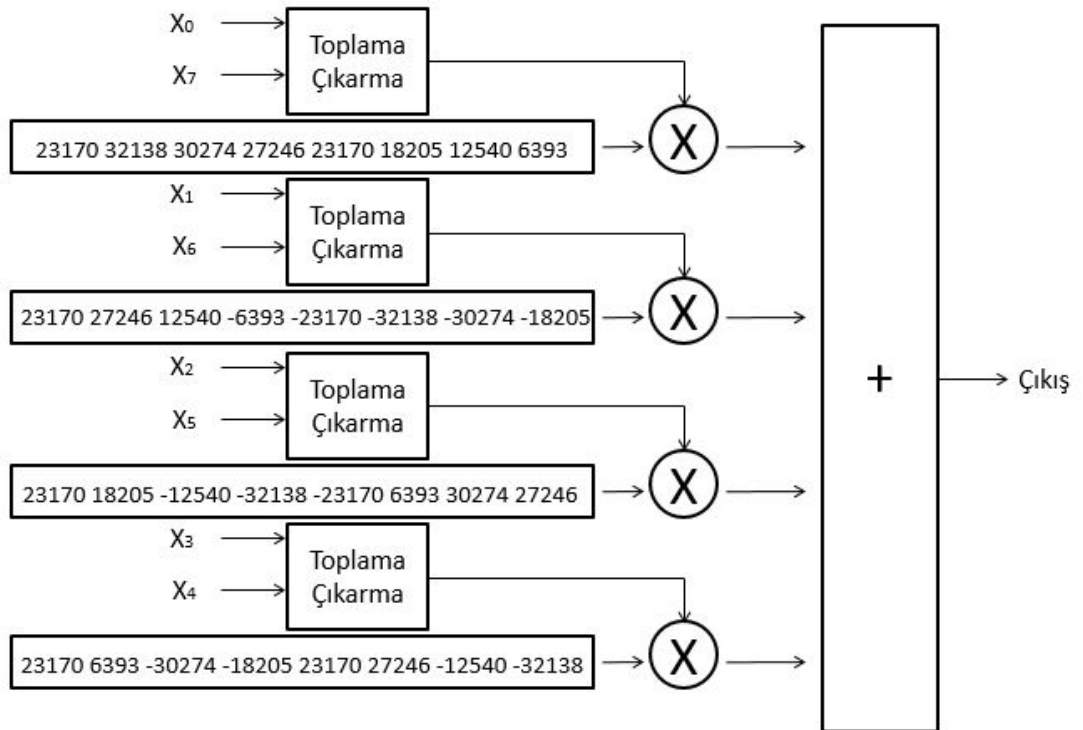 X0
X7
Toplama
Çıkarma
X
23170 32138 30274 27246 23170 18205 12540 6393
X1
X6
Toplama
Çıkarma
X
23170 27246 12540 -6393 -23170 -32138 -30274 -18205
X2
X5
Toplama
Çıkarma
X
23170 18205 -12540 -32138 -23170 6393 30274 27246
X3
X4
Toplama
Çıkarma
X
23170 6393 -30274 -18205 23170 27246 -12540 -32138
+
Çıkış